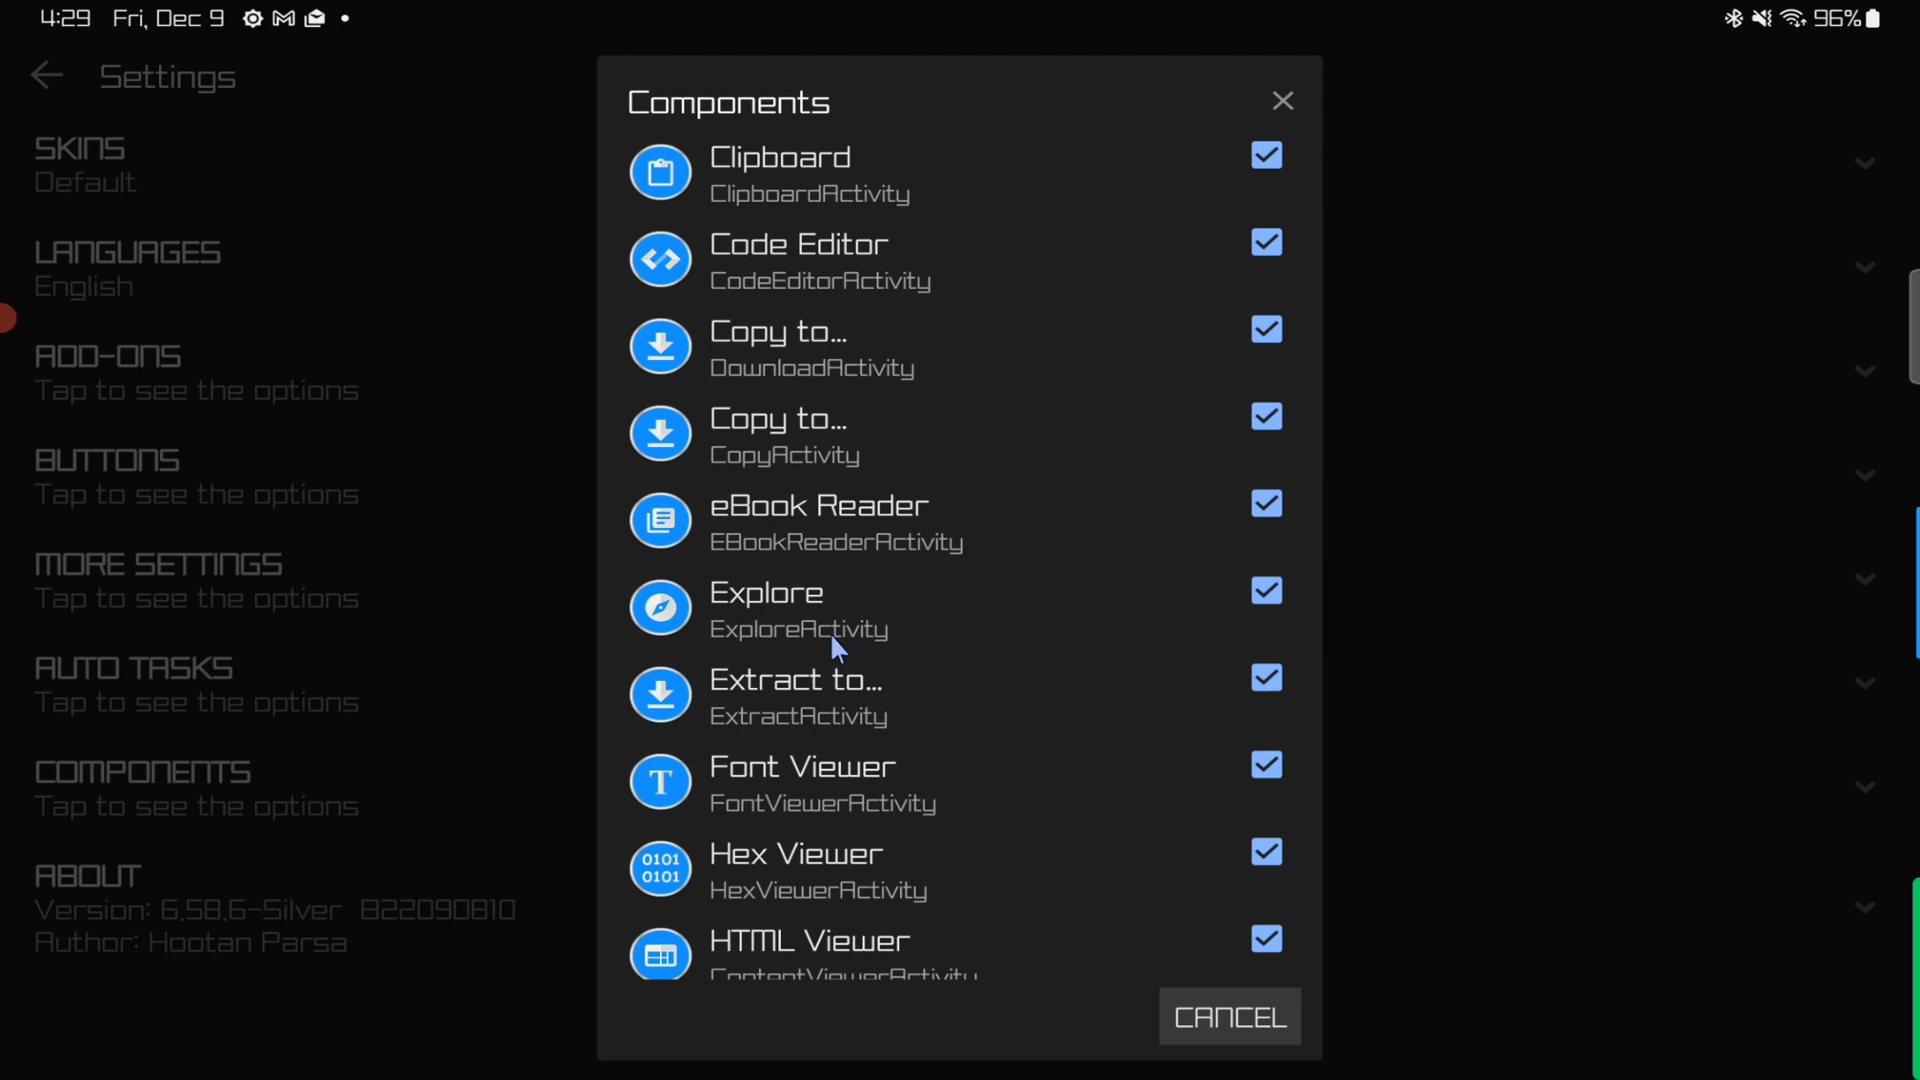 4:29 Fri, Dec 9
96%
Settings
SKINS
Default
LANGUAGES
English
ADD-ONS
Tap to see the options
BUTTONS
Tap to see the options
MORE SETTINGS
Tap to see the options
AUTO TASKS
Tap to see the options
COMPONENTS
Tap to see the options
ABOUT
Version: 6.58.6-Silver B22090810
Author: Hootan Parsa
Components
Clipboard
ClipboardActivity
Code Editor
CodeEditorActivity
Copy to...
DownloadActivity
Copy to...
CopyActivity
eBook Reader
EBookReaderActivity
Explore
ExploreActivity
Extract to...
ExtractActivity
T
Font Viewer
FontViewerActivity
0101
0101
Hex Viewer
HexViewerActivity
HTML Viewer
ContentViewerActivity
CANCEL